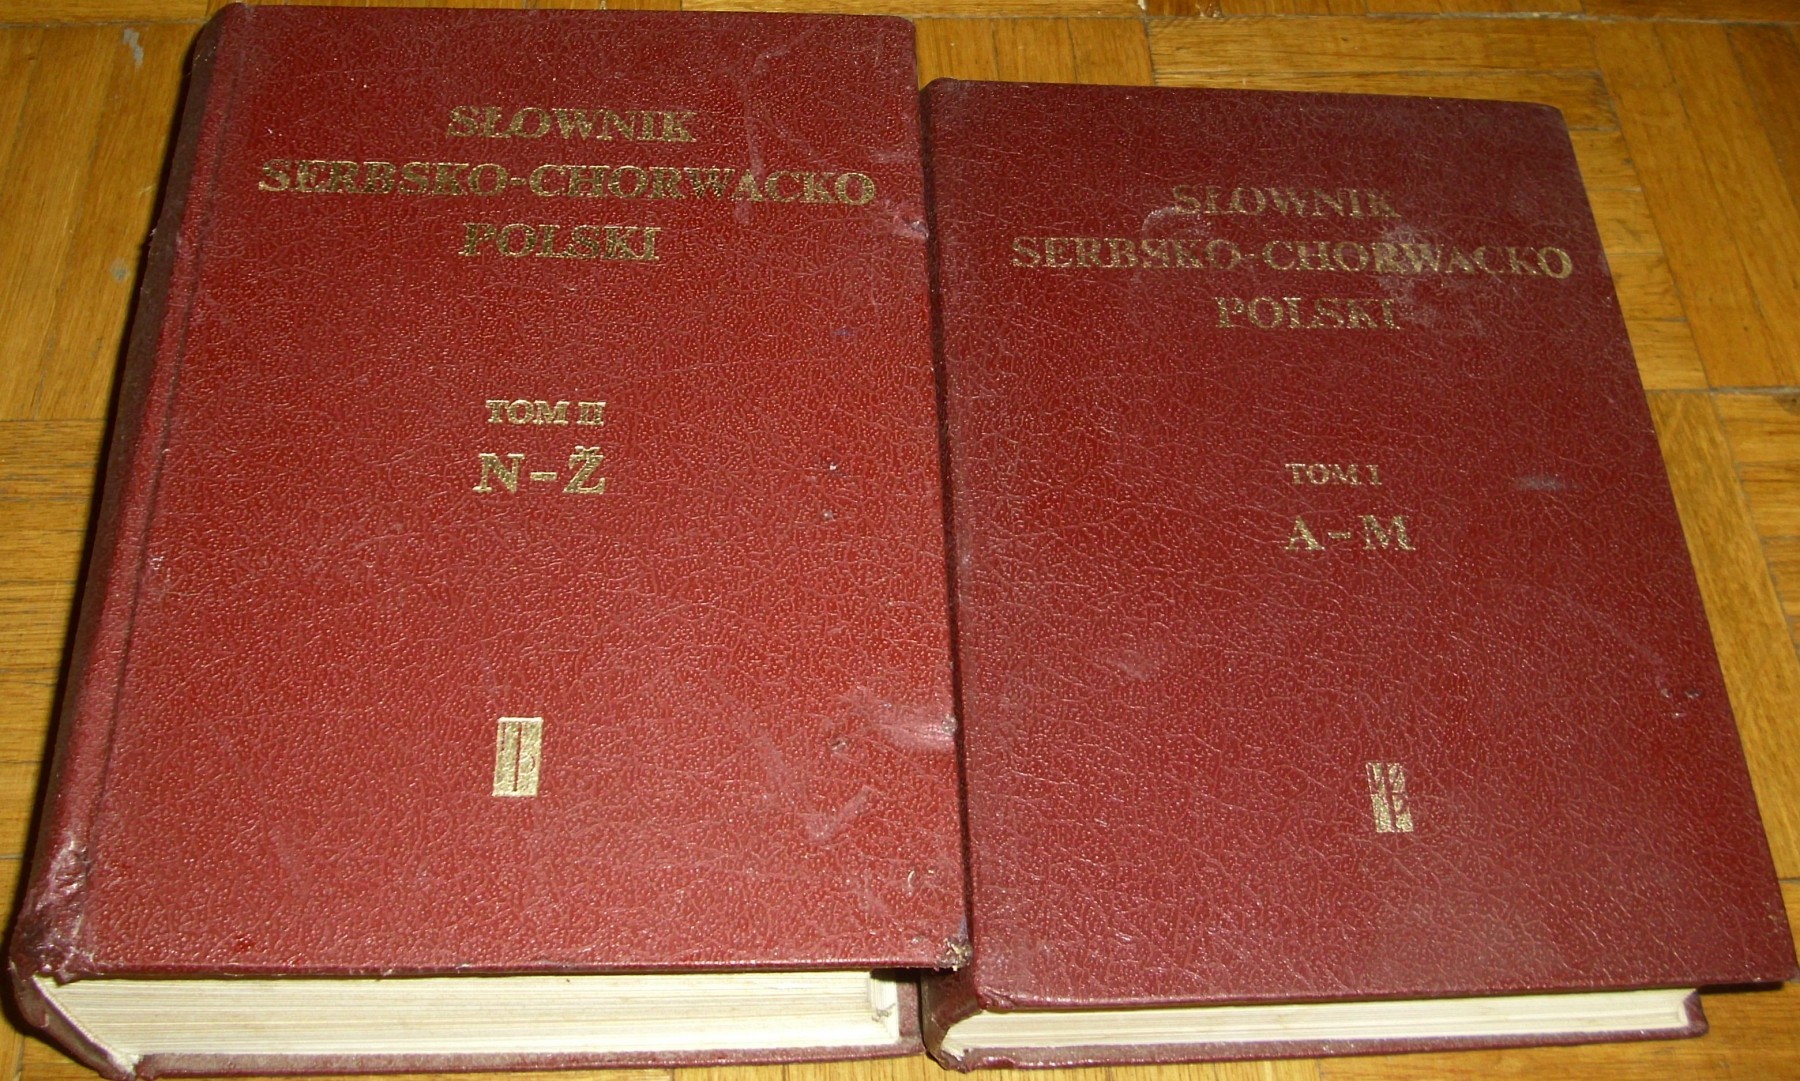 SŁOWNIK
SERBSKO-CHORWACKO
POLSKI
TOM II
N-Ž
SŁOWNIK
SERBSKO-CHORWACKO
POLSKI
TOM I
A-M